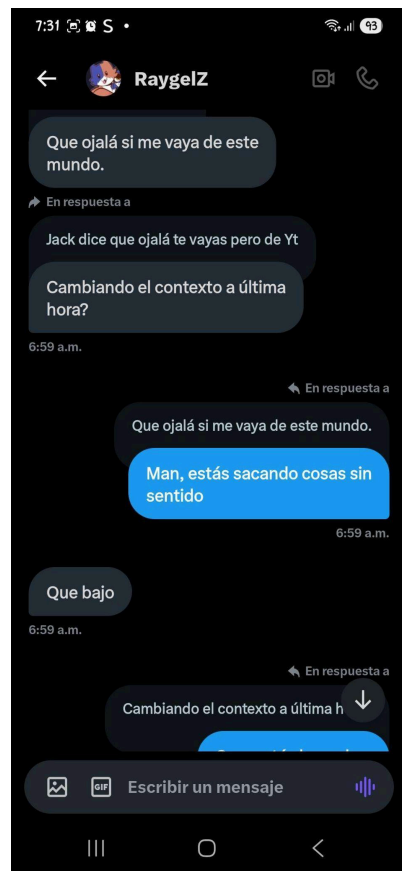 7:31 S •
93
RaygelZ
Que ojalá si me vaya de este
mundo.
En respuesta a
Jack dice que ojalá te vayas pero de Yt
Cambiando el contexto a última
hora?
6:59 a.m.
En respuesta a
Que ojalá si me vaya de este mundo.
Man, estás sacando cosas sin
sentido
6:59 a.m.
Que bajo
6:59 a.m.
En respuesta a
Cambiando el contexto a última h
GIF Escribir un mensaje